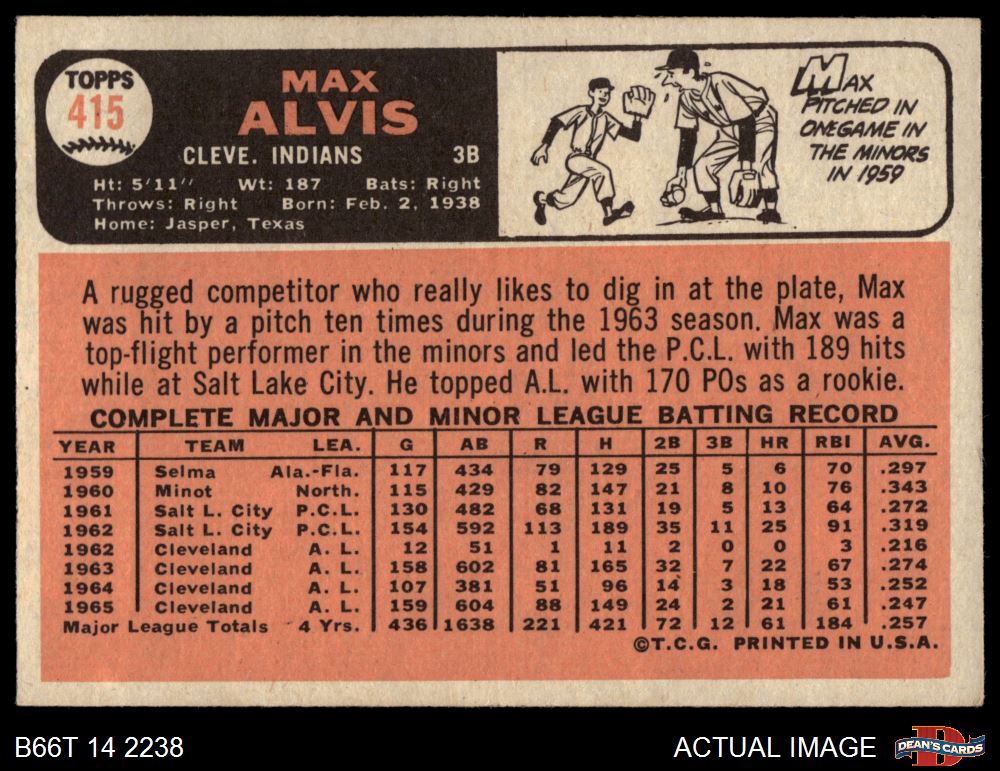 TOPPS
415
MAX
ALVIS
CLEVE. INDIANS 3B
Ht: 5'11" Wt: 187 Bats: Right
Throws: Right Born: Feb. 2, 1938
Home: Jasper, Texas
MAX
PITCHED IN
ONE GAME IN
THE MINORS
IN 1959
A rugged competitor who really likes to dig in at the plate, Max
was hit by a pitch ten times during the 1963 season. Max was a
top-flight performer in the minors and led the P.C.L. with 189 hits
while at Salt Lake City. He topped A.L. with 170 POs as a rookie.
COMPLETE MAJOR AND MINOR LEAGUE BATTING RECORD
YEAR TEAM LEA. G AB R H 2B 3B HR RBI AVG.
1959 Selma Ala.-Fla. 117 434 79 129 25 5 6 70 .297
1960 Minot North. 115 429 82 147 21 8 10 76 .343
1961 Salt L. City P.C.L. 130 482 68 131 19 5 13 64 .272
1962 Salt L. City P.C.L. 154 592 113 189 35 11 25 91 .319
1962 Cleveland A. L. 12 51 1 11 2 0 0 3 .216
1963 Cleveland A. L. 158 602 81 165 32 7 22 67 .274
1964 Cleveland A. L. 107 381 51 96 14 3 18 53 .252
1965 Cleveland A. L. 159 604 88 149 24 2 21 61 .247
Major League Totals 4 Yrs. 436 1638 221 421 72 12 61 184 .257
©T.C.G. PRINTED IN U.S.A.
B66T 14 2238
ACTUAL IMAGE
D
DEAN'S CARDS